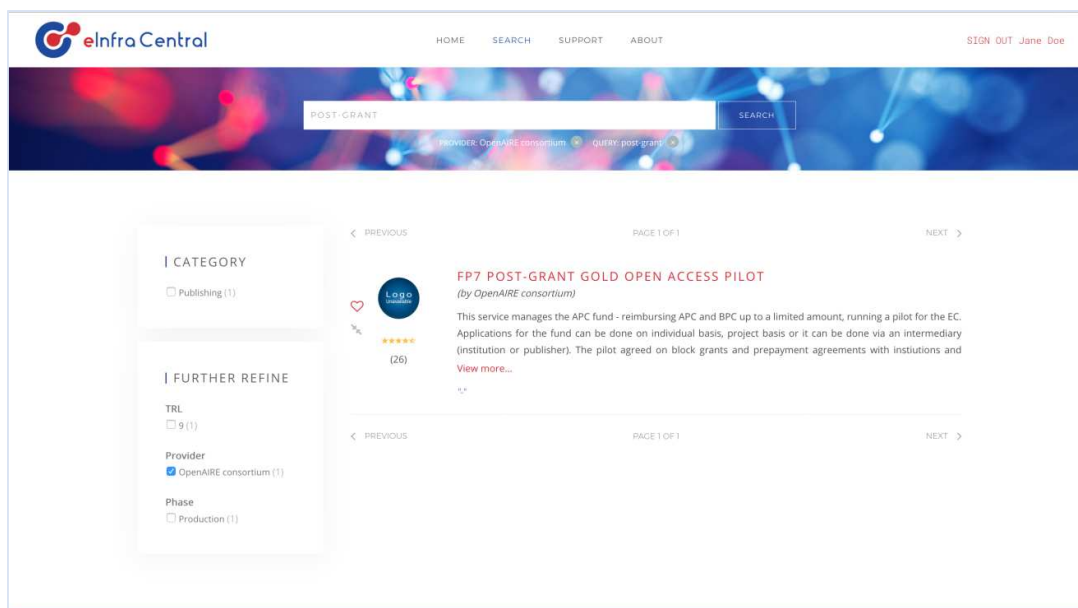 eInfraCentral
HOME SEARCH SUPPORT ABOUT
SIGN OUT Jane Doe
POST-GRANT
SEARCH
PROVIDER: OpenAIRE consortium × QUERY: post-grant ×
PREVIOUS PAGE 1 OF 1 NEXT
CATEGORY
Publishing (1)
FURTHER REFINE
TRL
9 (1)
Provider
OpenAIRE consortium (1)
Phase
Production (1)
Logo
Unavailable
(26)
FP7 POST-GRANT GOLD OPEN ACCESS PILOT
(by OpenAIRE consortium)
This service manages the APC fund - reimbursing APC and BPC up to a limited amount, running a pilot for the EC.
Applications for the fund can be done on individual basis, project basis or it can be done via an intermediary
(institution or publisher). The pilot agreed on block grants and prepayment agreements with instiutions and
View more...
","
PREVIOUS PAGE 1 OF 1 NEXT